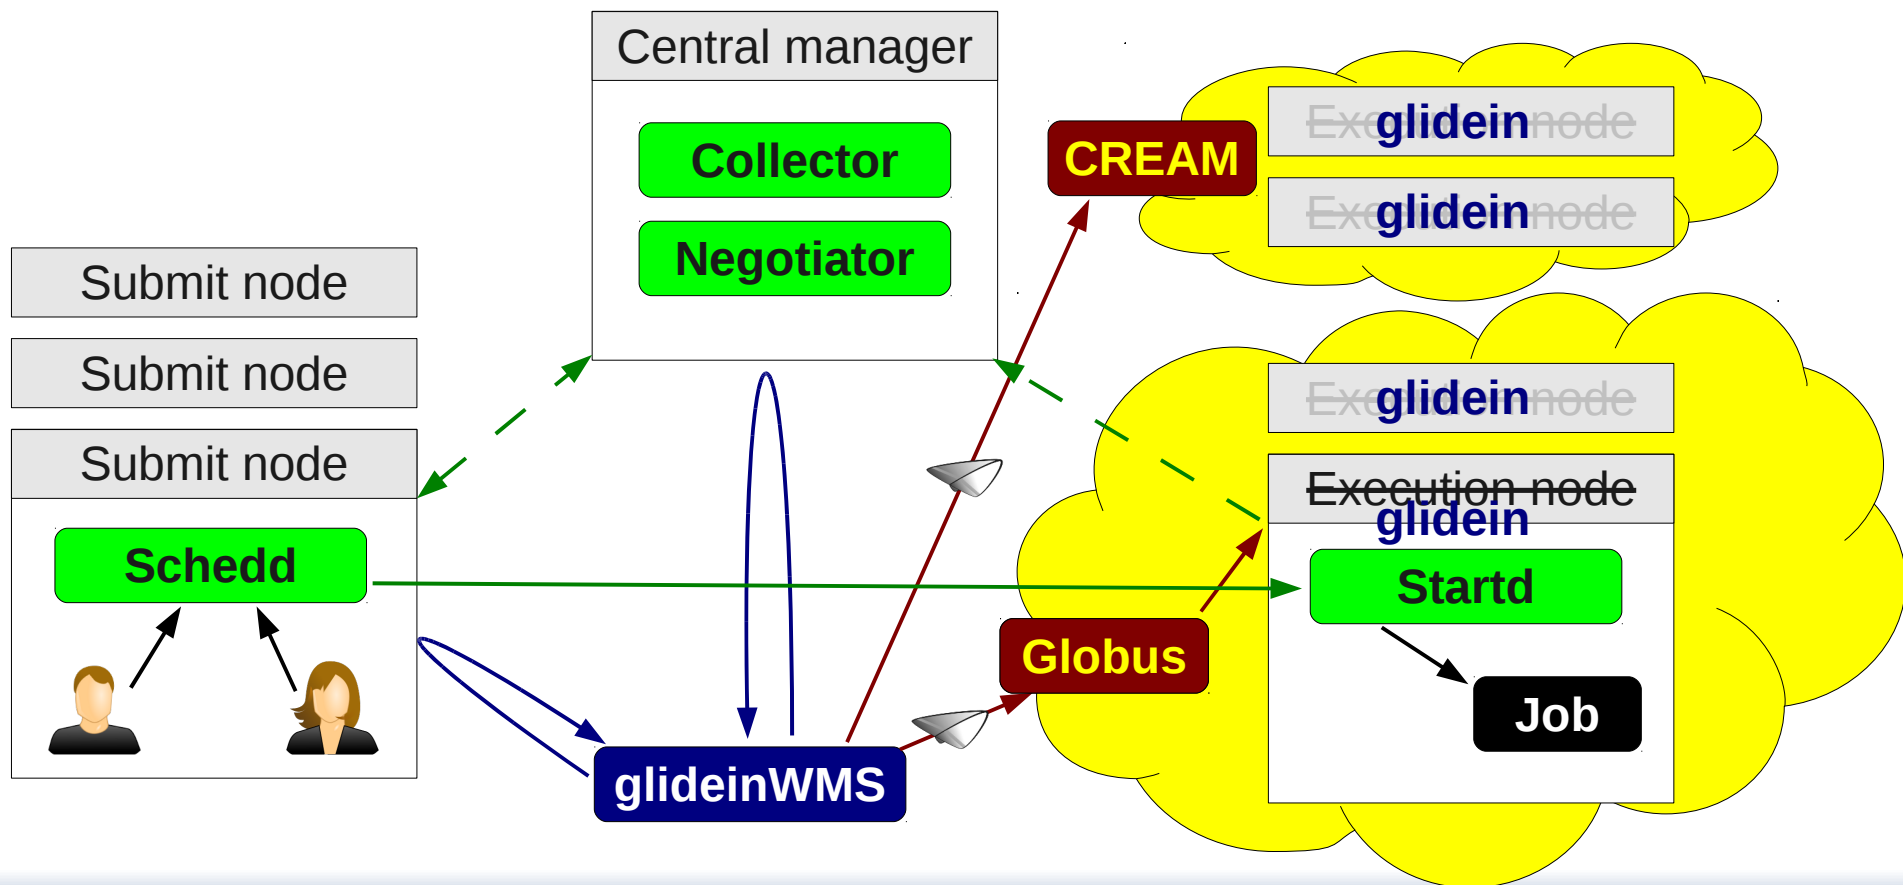 Central manager
Collector
Negotiator
Submit node
Submit node
Submit node
Schedd
glideinWMS
CREAM
Globus
Execution node
glidein
Execution node
glidein
Execution node
glidein
Execution node
glidein
Startd
Job